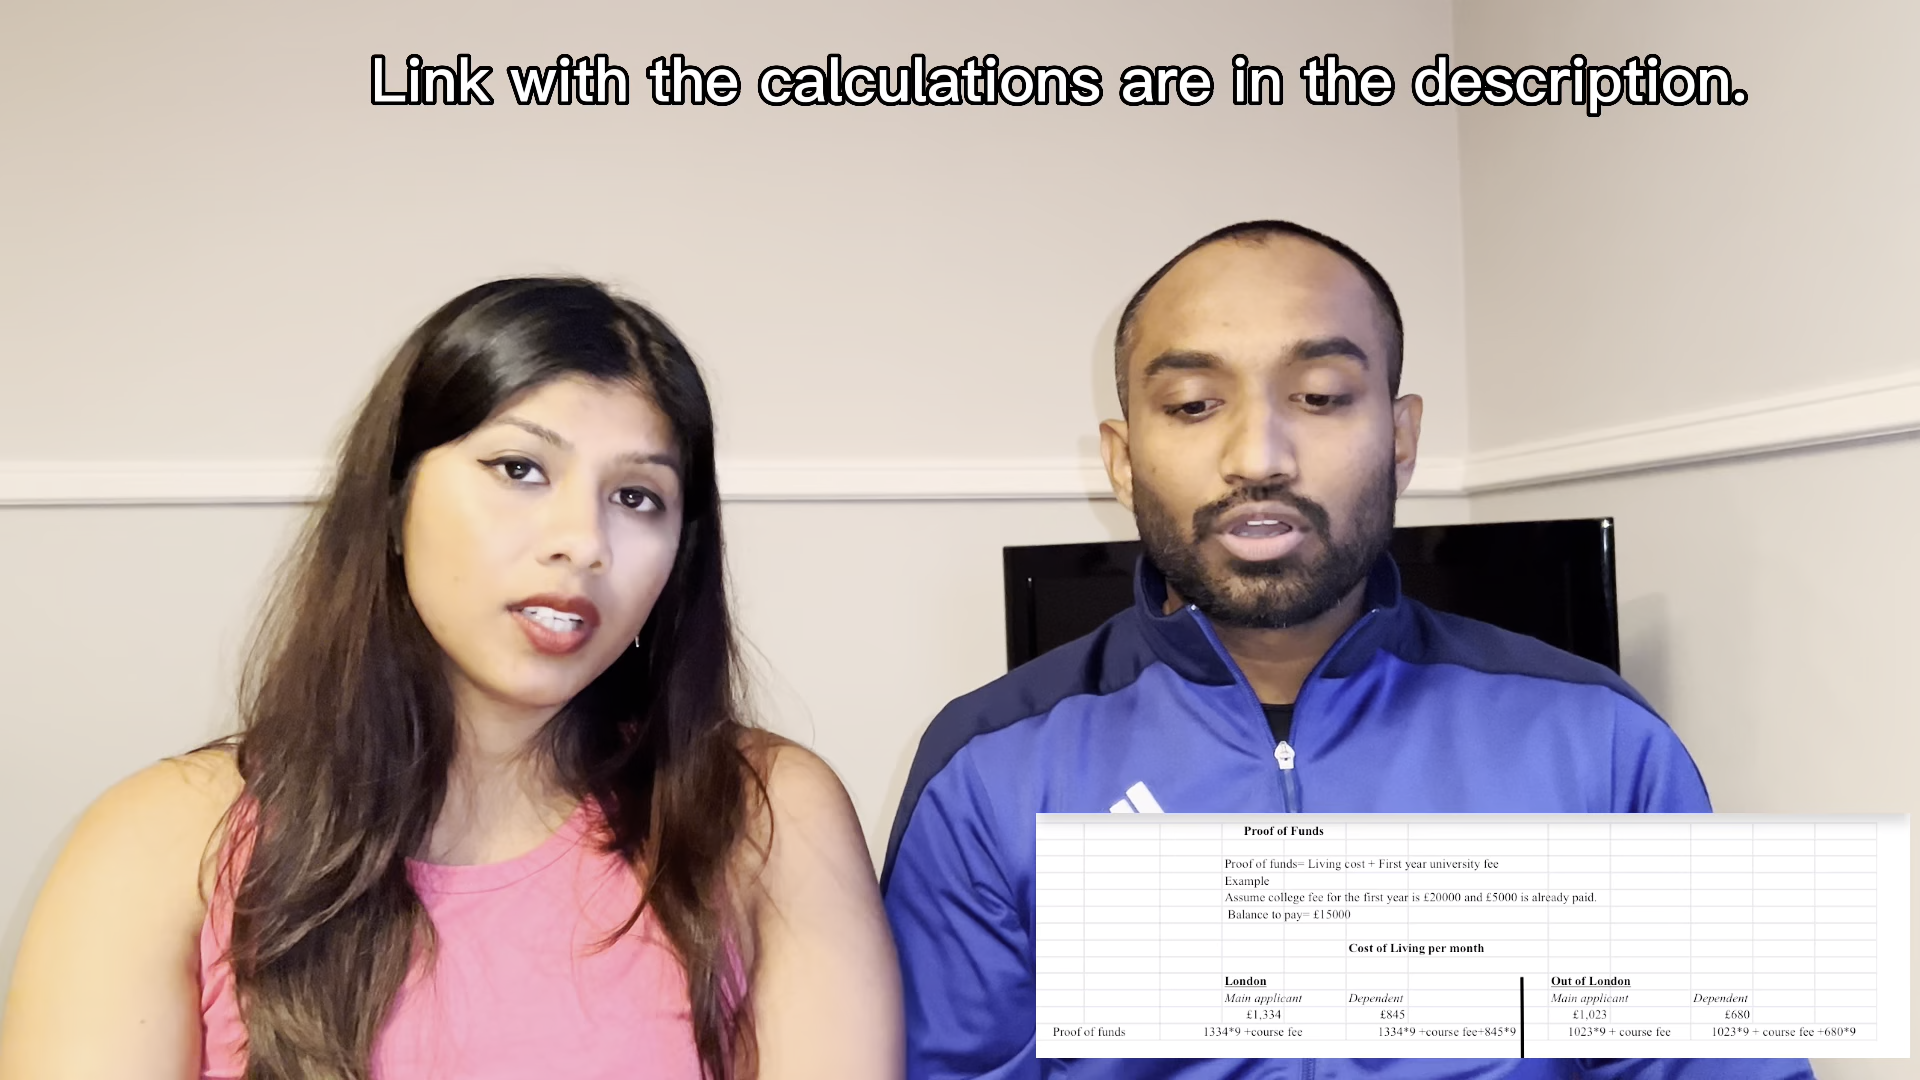 Link with the calculations are in the description.
Proof of Funds
Proof of funds= Living cost + First year university fee
Example
Assume college fee for the first year is £20000 and £5000 is already paid.
Balance to pay= £15000
Cost of Living per month
London Out of London
Main applicant Dependent Main applicant Dependent
£1,334 £845 £1,023 £680
Proof of funds 1334*9 +course fee 1334*9 +course fee+845*9 1023*9 + course fee 1023*9 + course fee +680*9